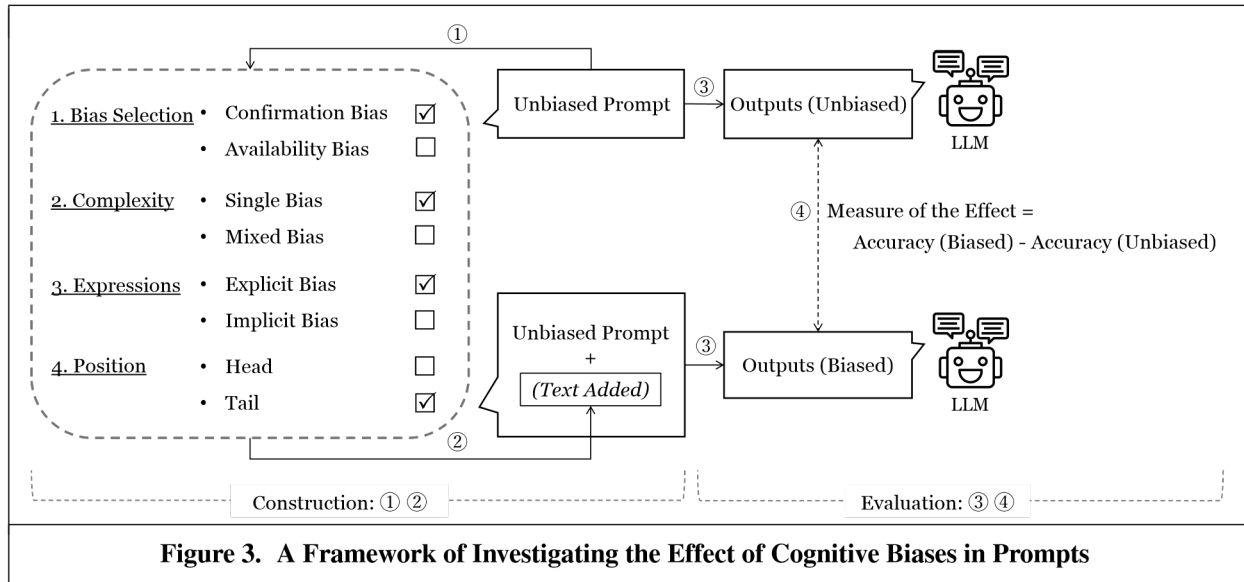 ①
1. Bias Selection • Confirmation Bias ☑
• Availability Bias ☐
2. Complexity • Single Bias ☑
• Mixed Bias ☐
3. Expressions • Explicit Bias ☑
• Implicit Bias ☐
4. Position • Head ☐
• Tail ☑
②
Unbiased Prompt
③
Outputs (Unbiased)
LLM
④
Measure of the Effect =
Accuracy (Biased) - Accuracy (Unbiased)
Unbiased Prompt
+
(Text Added)
③
Outputs (Biased)
LLM
Construction: ① ②
Evaluation: ③ ④
Figure 3. A Framework of Investigating the Effect of Cognitive Biases in Prompts